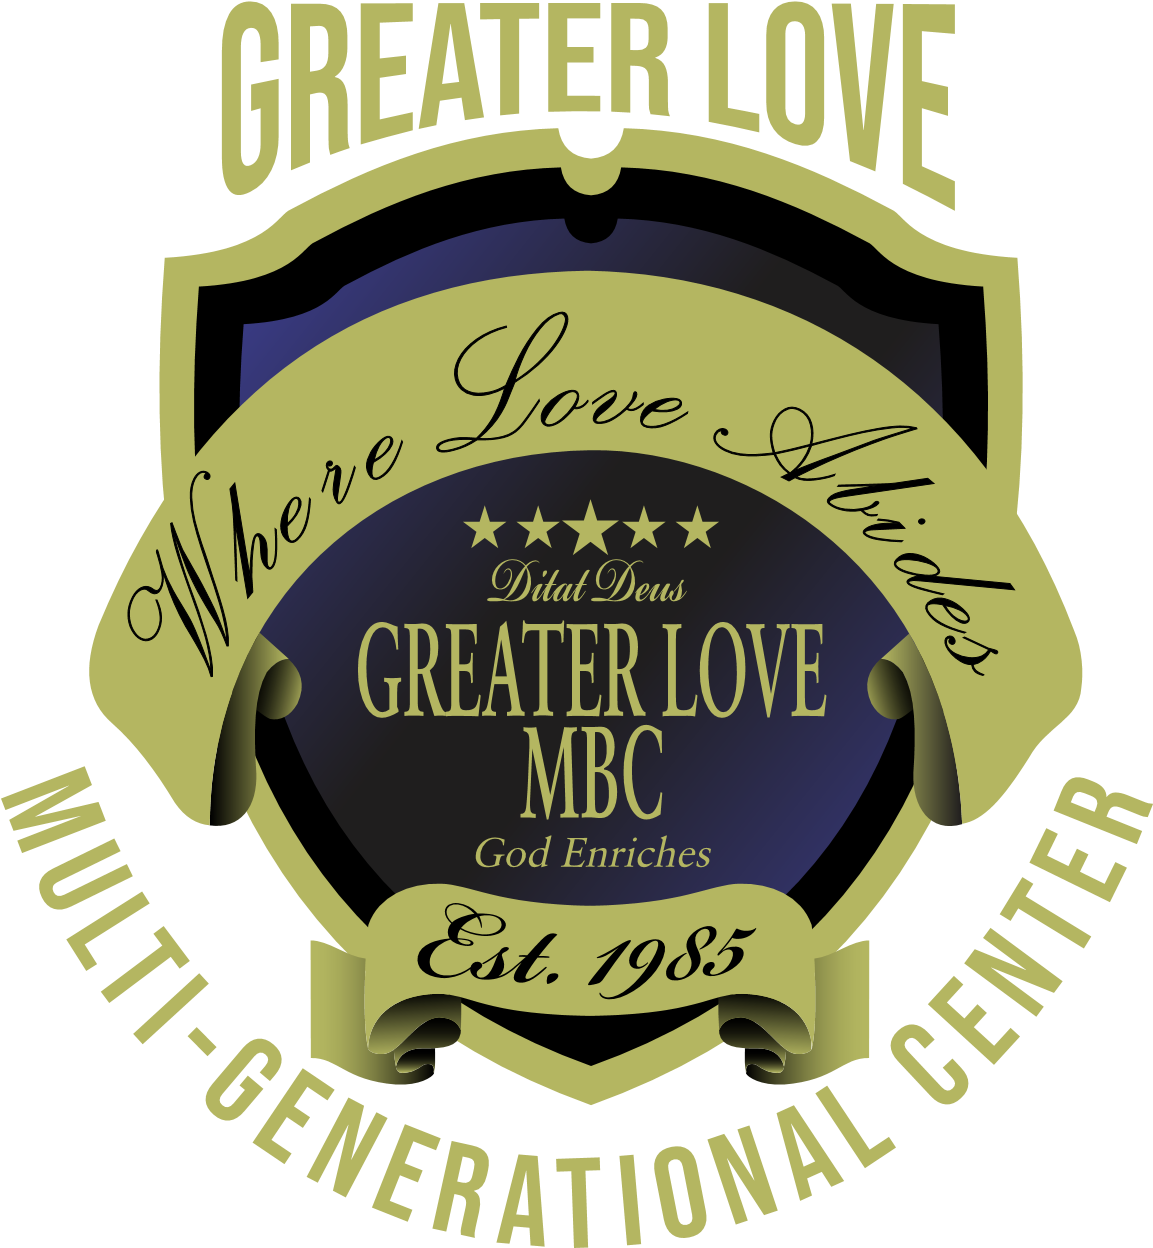 GREATER LOVE
Where Love Abides
Ditat Deus
GREATER LOVE
MBC
God Enriches
Est. 1985
MULTI-GENERATIONAL CENTER